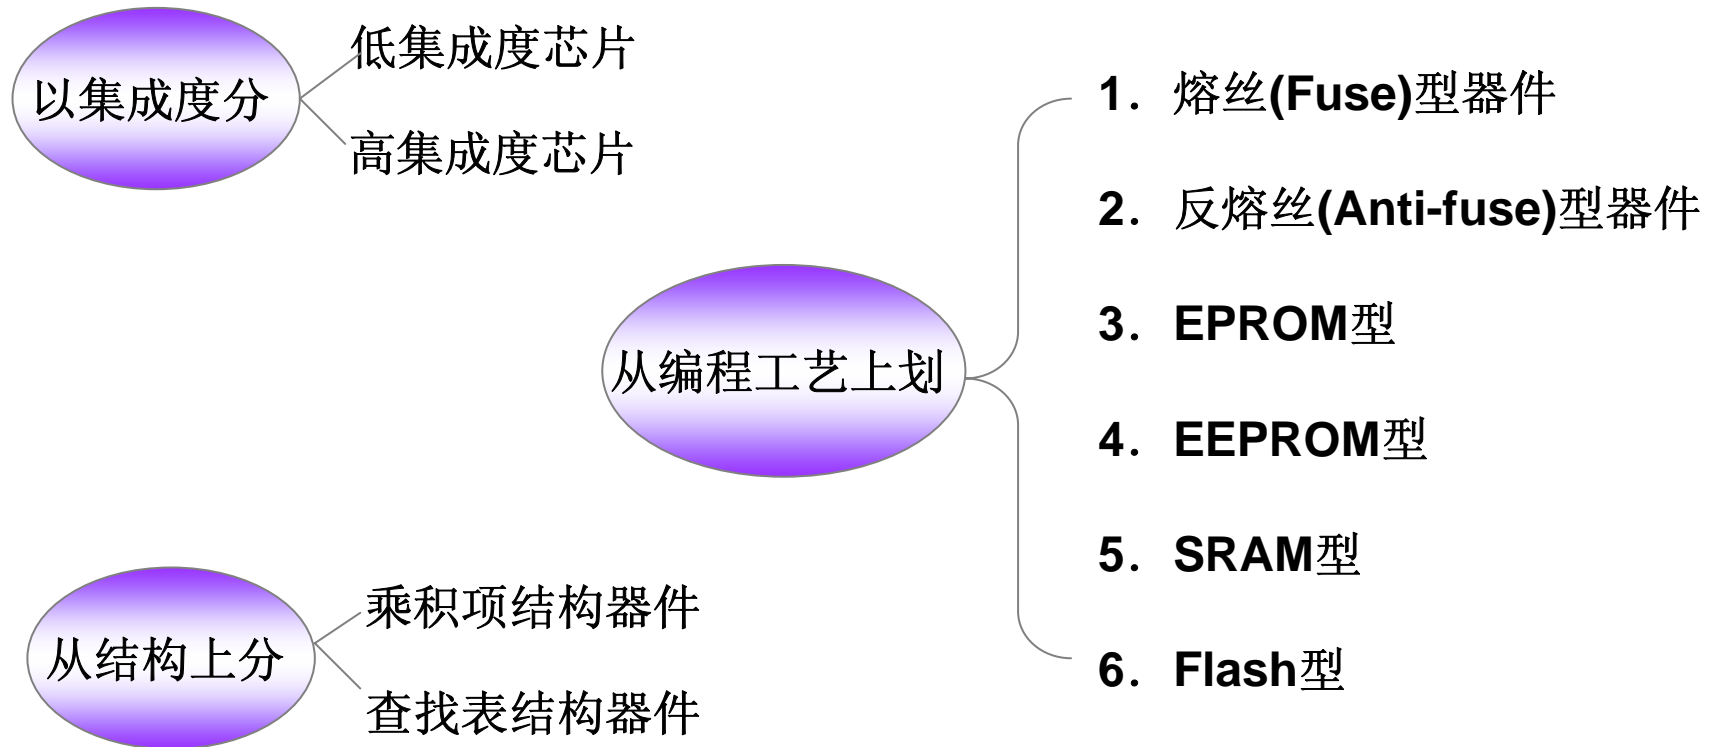 以集成度分
低集成度芯片
高集成度芯片
从编程工艺上划
1．熔丝(Fuse)型器件
2．反熔丝(Anti-fuse)型器件
3．EPROM型
4．EEPROM型
5．SRAM型
6．Flash型
从结构上分
乘积项结构器件
查找表结构器件